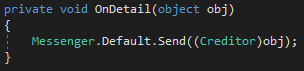 private void OnDetail(object obj)
{
    Messenger.Default.Send((Creditor)obj);
}